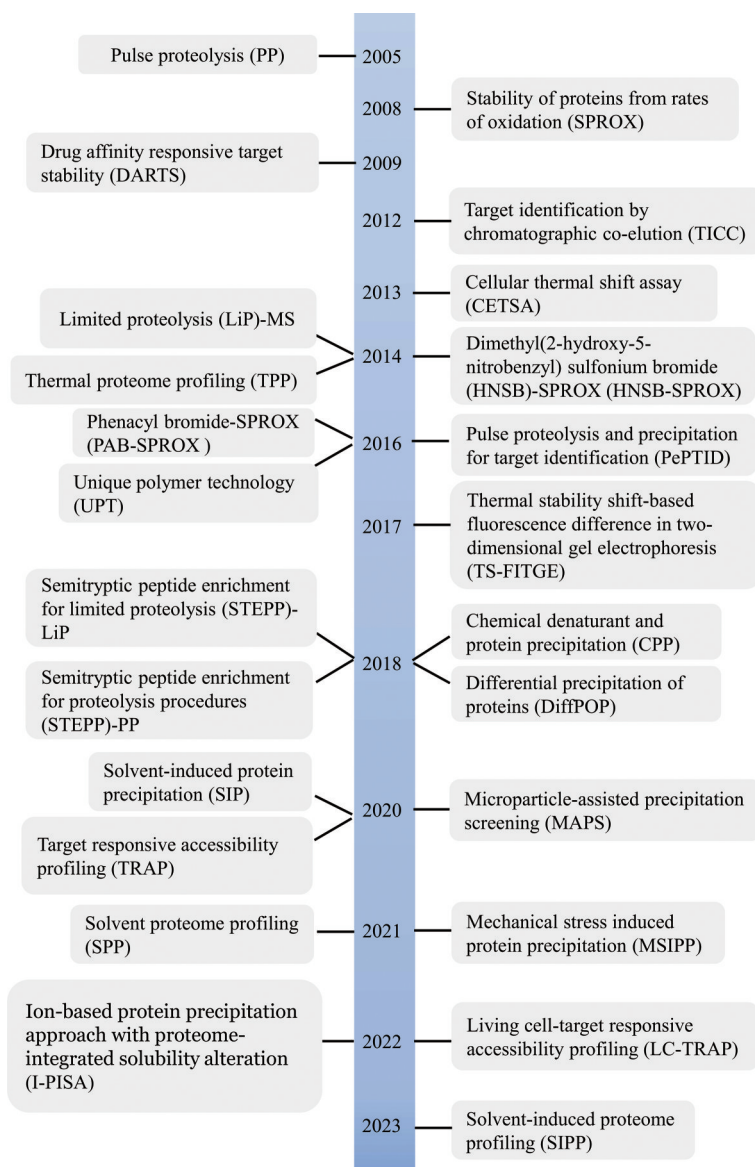 Pulse proteolysis (PP)
2005
2008
Stability of proteins from rates
of oxidation (SPROX)
Drug affinity responsive target
stability (DARTS)
2009
2012
Target identification by
chromatographic co-elution (TICC)
2013
Cellular thermal shift assay
(CETSA)
Limited proteolysis (LiP)-MS
Thermal proteome profiling (TPP)
2014
Dimethyl(2-hydroxy-5-
nitrobenzyl) sulfonium bromide
(HNSB)-SPROX (HNSB-SPROX)
Phenacyl bromide-SPROX
(PAB-SPROX )
Unique polymer technology
(UPT)
2016
Pulse proteolysis and precipitation
for target identification (PePTID)
2017
Thermal stability shift-based
fluorescence difference in two-
dimensional gel electrophoresis
(TS-FITGE)
Semitryptic peptide enrichment
for limited proteolysis (STEPP)-
LiP
Semitryptic peptide enrichment
for proteolysis procedures
(STEPP)-PP
2018
Chemical denaturant and
protein precipitation (CPP)
Differential precipitation of
proteins (DiffPOP)
Solvent-induced protein
precipitation (SIP)
Target responsive accessibility
profiling (TRAP)
2020
Microparticle-assisted precipitation
screening (MAPS)
Solvent proteome profiling
(SPP)
2021
Mechanical stress induced
protein precipitation (MSIPP)
Ion-based protein precipitation
approach with proteome-
integrated solubility alteration
(I-PISA)
2022
Living cell-target responsive
accessibility profiling (LC-TRAP)
2023
Solvent-induced proteome
profiling (SIPP)